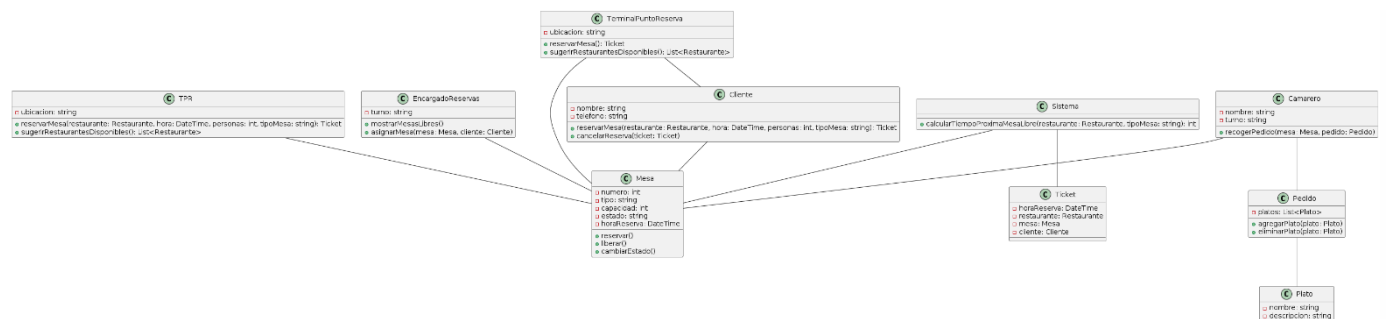 C TerminalPuntoReserva
ubicacion: string
reservarMesa(): Ticket
sugerirRestaurantesDisponibles(): List<Restaurante>
C TPR
ubicacion: string
reservarMesa(restaurante: Restaurante, hora: DateTime, personas: int, tipoMesa: string): Ticket
sugerirRestaurantesDisponibles(): List<Restaurante>
C EncargadoReservas
turno: string
mostrarMesasLibres()
asignarMesa(mesa: Mesa, cliente: Cliente)
C Cliente
nombre: string
telefono: string
reservarMesa(restaurante: Restaurante, hora: DateTime, personas: int, tipoMesa: string): Ticket
cancelarReserva(ticket: Ticket)
C Sistema
calcularTiempoProximaMesaLibre(restaurante: Restaurante, tipoMesa: string): int
C Camarero
nombre: string
turno: string
recogerPedido(mesa: Mesa, pedido: Pedido)
C Mesa
numero: int
tipo: string
capacidad: int
estado: string
horaReserva: DateTime
reservar()
liberar()
cambiarEstado()
C Ticket
horaReserva: DateTime
restaurante: Restaurante
mesa: Mesa
cliente: Cliente
C Pedido
platos: List<Plato>
agregarPlato(plato: Plato)
eliminarPlato(plato: Plato)
C Plato
nombre: string
descripcion: string